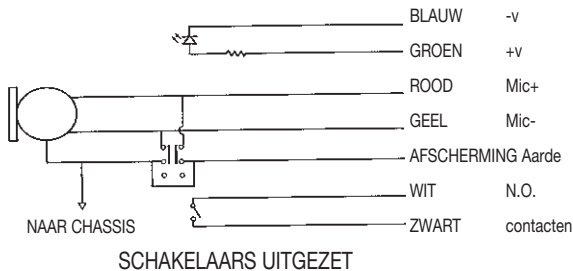 BLAUW -v
GROEN +v
ROOD Mic+
GEEL Mic-
AFSCHERMING Aarde
WIT N.O.
NAAR CHASSIS
ZWART contacten
SCHAKELAARS UITGEZET